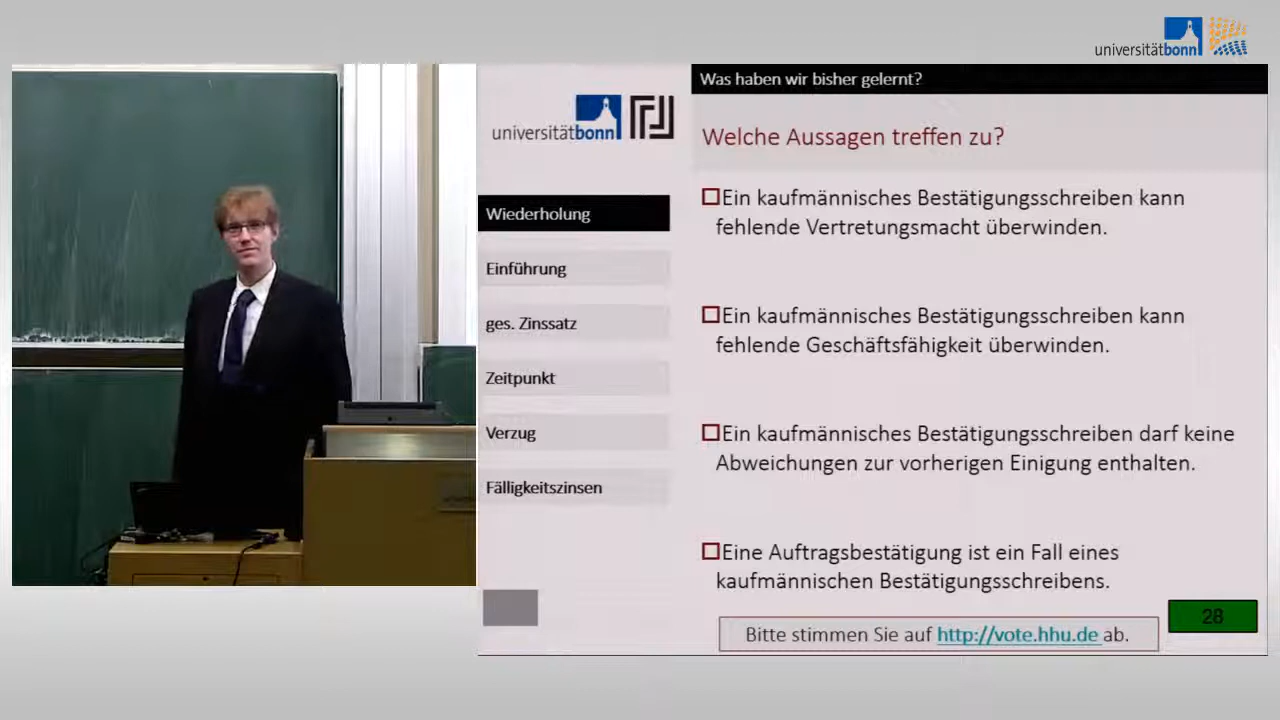 universitätbonn
Was haben wir bisher gelernt?
universitätbonn
Welche Aussagen treffen zu?
Wiederholung
Einführung
ges. Zinssatz
Zeitpunkt
Verzug
Fälligkeitszinsen
Ein kaufmännisches Bestätigungsschreiben kann
fehlende Vertretungsmacht überwinden.
Ein kaufmännisches Bestätigungsschreiben kann
fehlende Geschäftsfähigkeit überwinden.
Ein kaufmännisches Bestätigungsschreiben darf keine
Abweichungen zur vorherigen Einigung enthalten.
Eine Auftragsbestätigung ist ein Fall eines
kaufmännischen Bestätigungsschreibens.
28
Bitte stimmen Sie auf http://vote.hhu.de ab.